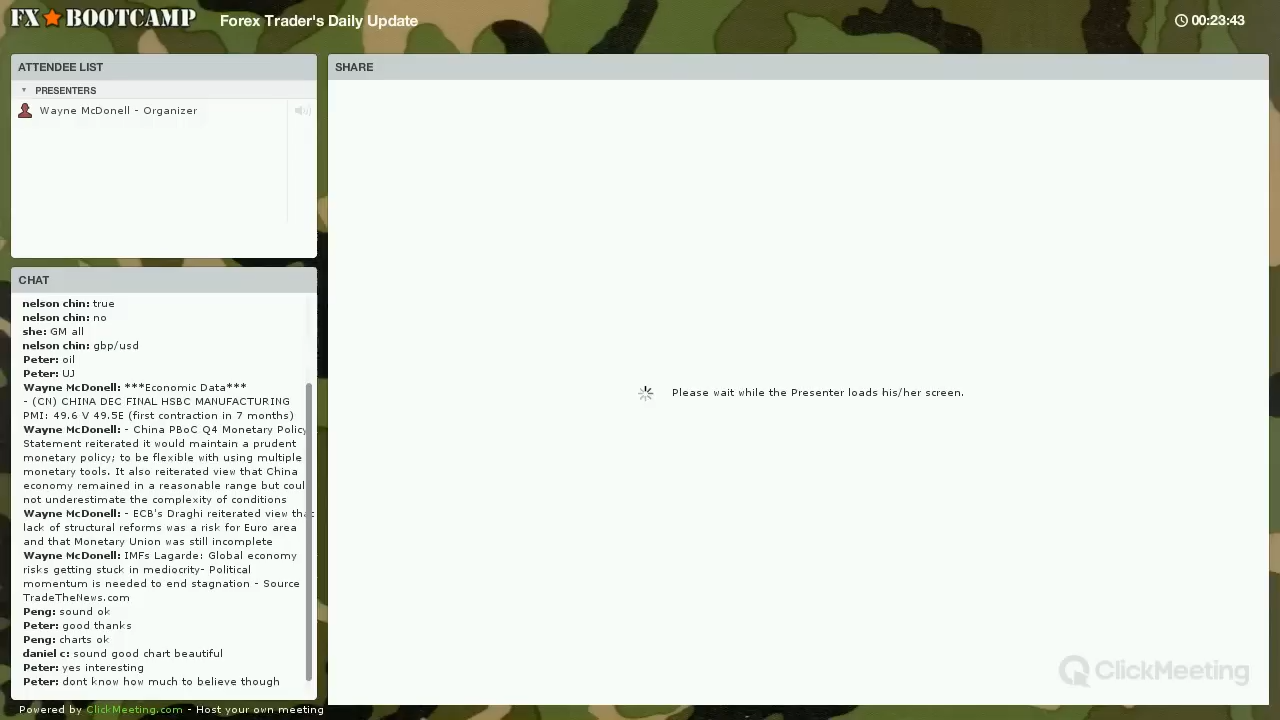 FX BOOTCAMP
Forex Trader's Daily Update
00:23:43
ATTENDEE LIST
PRESENTERS
Wayne McDonell - Organizer
SHARE
Please wait while the Presenter loads his/her screen.
CHAT
nelson chin: true
nelson chin: no
she: GM all
nelson chin: gbp/usd
Peter: oil
Peter: UJ
Wayne McDonell: ***Economic Data***
- (CN) CHINA DEC FINAL HSBC MANUFACTURING
PMI: 49.6 V 49.5E (first contraction in 7 months)
Wayne McDonell: - China PBoC Q4 Monetary Policy
Statement reiterated it would maintain a prudent
monetary policy; to be flexible with using multiple
monetary tools. It also reiterated view that China
economy remained in a reasonable range but coul
not underestimate the complexity of conditions
Wayne McDonell: - ECB's Draghi reiterated view that
lack of structural reforms was a risk for Euro area
and that Monetary Union was still incomplete
Wayne McDonell: IMFs Lagarde: Global economy
risks getting stuck in mediocrity- Political
momentum is needed to end stagnation - Source
TradeTheNews.com
Peng: sound ok
Peter: good thanks
Peng: charts ok
daniel c: sound good chart beautiful
Peter: yes interesting
Peter: dont know how much to believe though
ClickMeeting
Powered by ClickMeeting.com - Host your own meeting